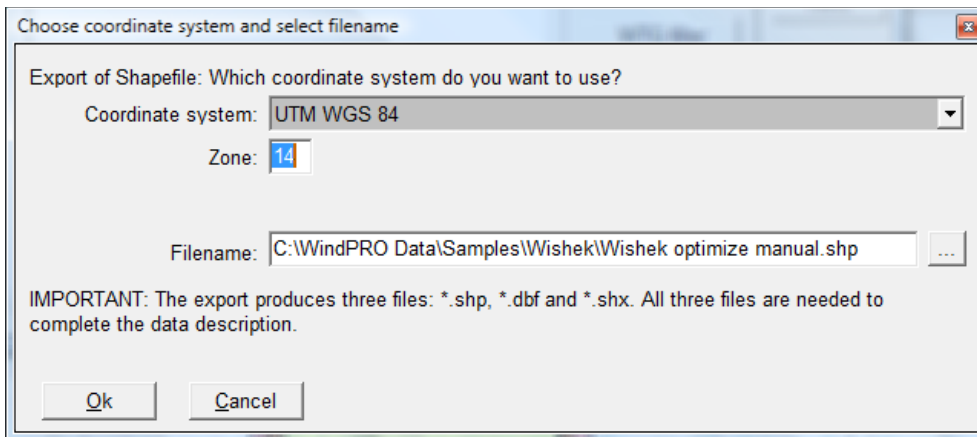 Choose coordinate system and select filename
Export of Shapefile: Which coordinate system do you want to use?
Coordinate system: UTM WGS 84
Zone: 14
Filename: C:\WindPRO Data\Samples\Wishek\Wishek optimize manual.shp ...
IMPORTANT: The export produces three files: *.shp, *.dbf and *.shx. All three files are needed to
complete the data description.
Ok Cancel